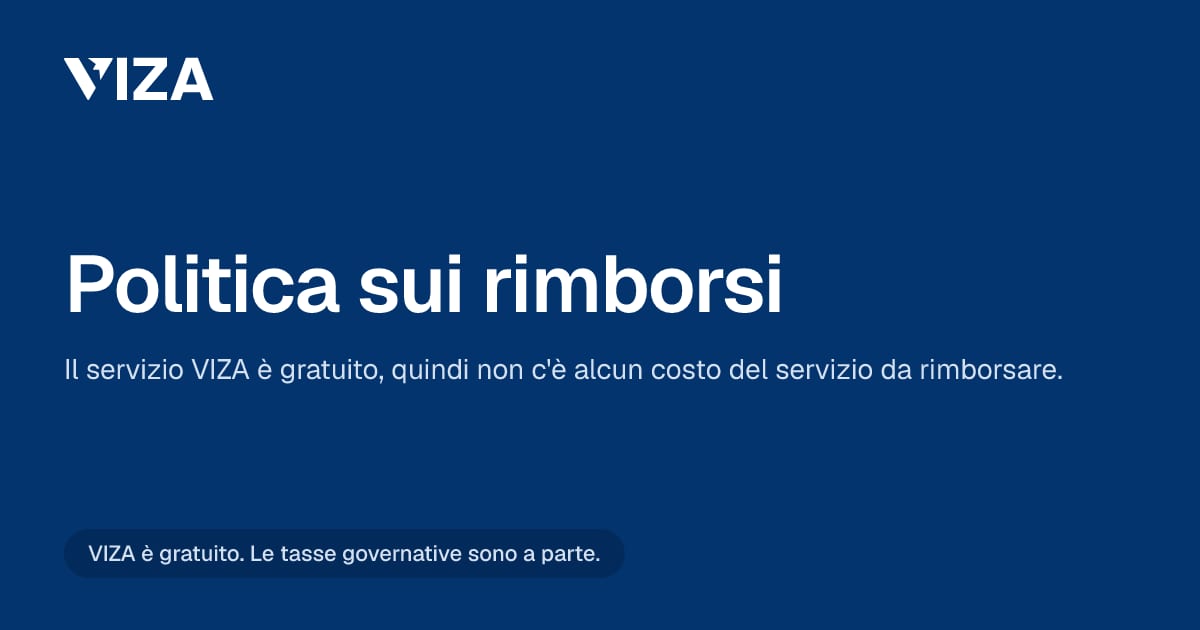 VIZA
Politica sui rimborsi
Il servizio VIZA è gratuito, quindi non c'è alcun costo del servizio da rimborsare.
VIZA è gratuito. Le tasse governative sono a parte.